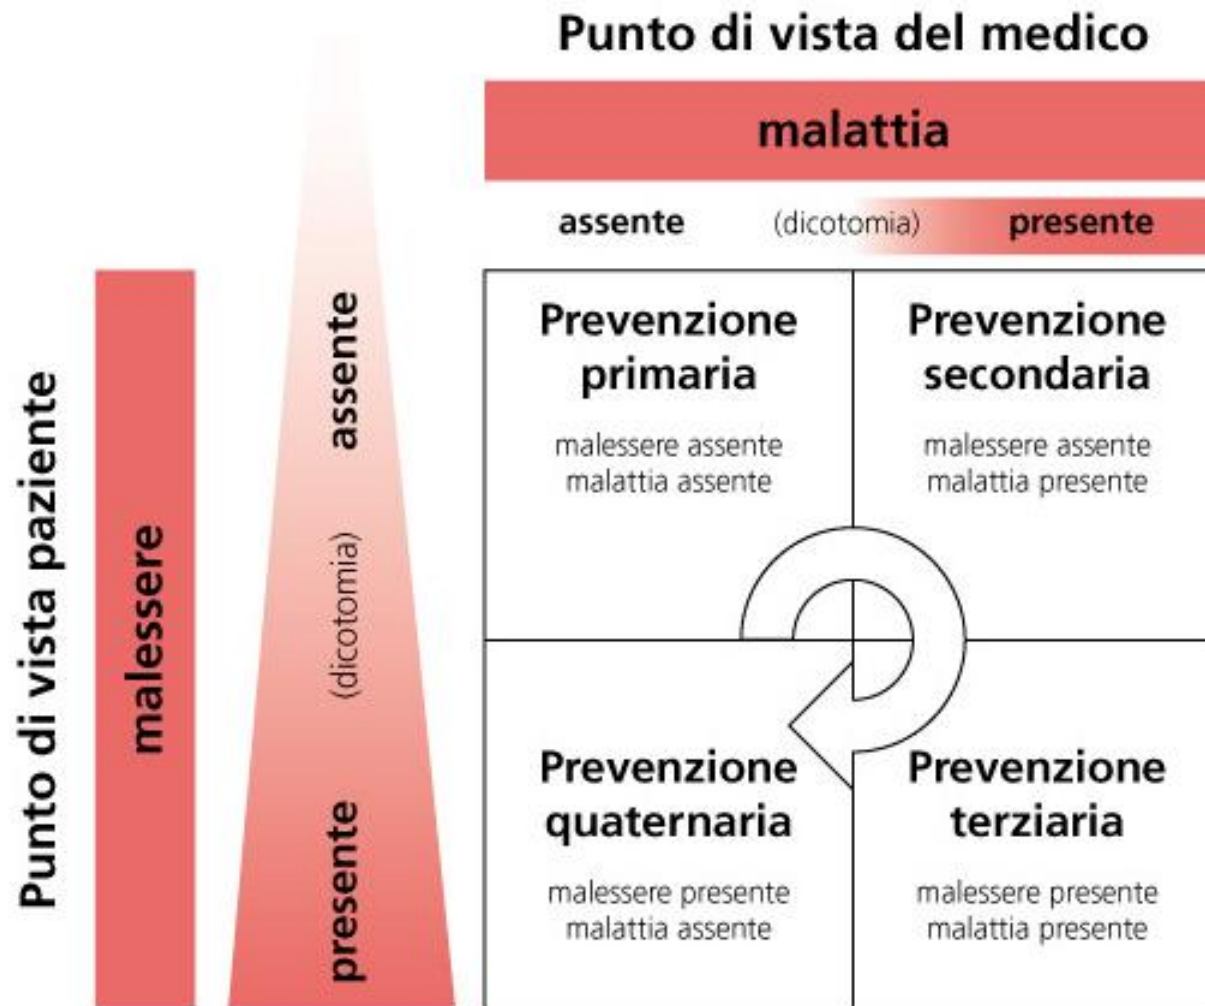 Punto di vista del medico
malattia
assente (dicotomia) presente
Punto di vista paziente
malessere
assente
(dicotomia)
presente
Prevenzione
primaria
malessere assente
malattia assente
Prevenzione
secondaria
malessere assente
malattia presente
Prevenzione
quaternaria
malessere presente
malattia assente
Prevenzione
terziaria
malessere presente
malattia presente